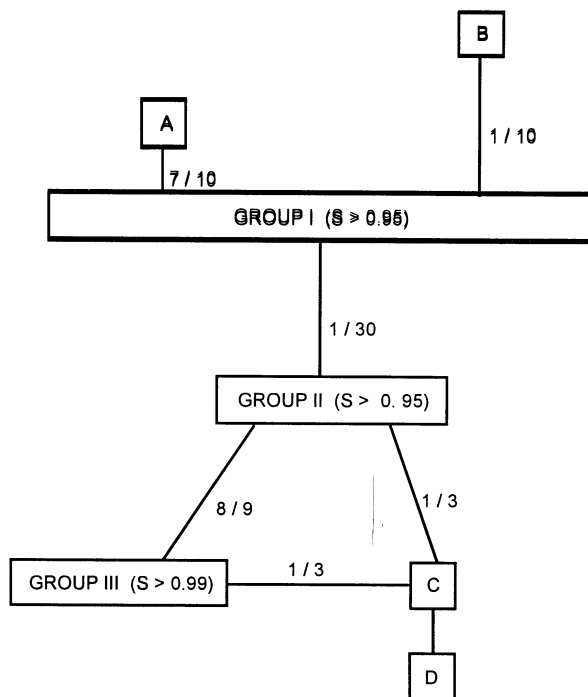 B
A
1 / 10
7 / 10
GROUP I (S > 0.95)
1 / 30
GROUP II (S > 0. 95)
8 / 9
1 / 3
GROUP III (S > 0.99)
1 / 3
C
D